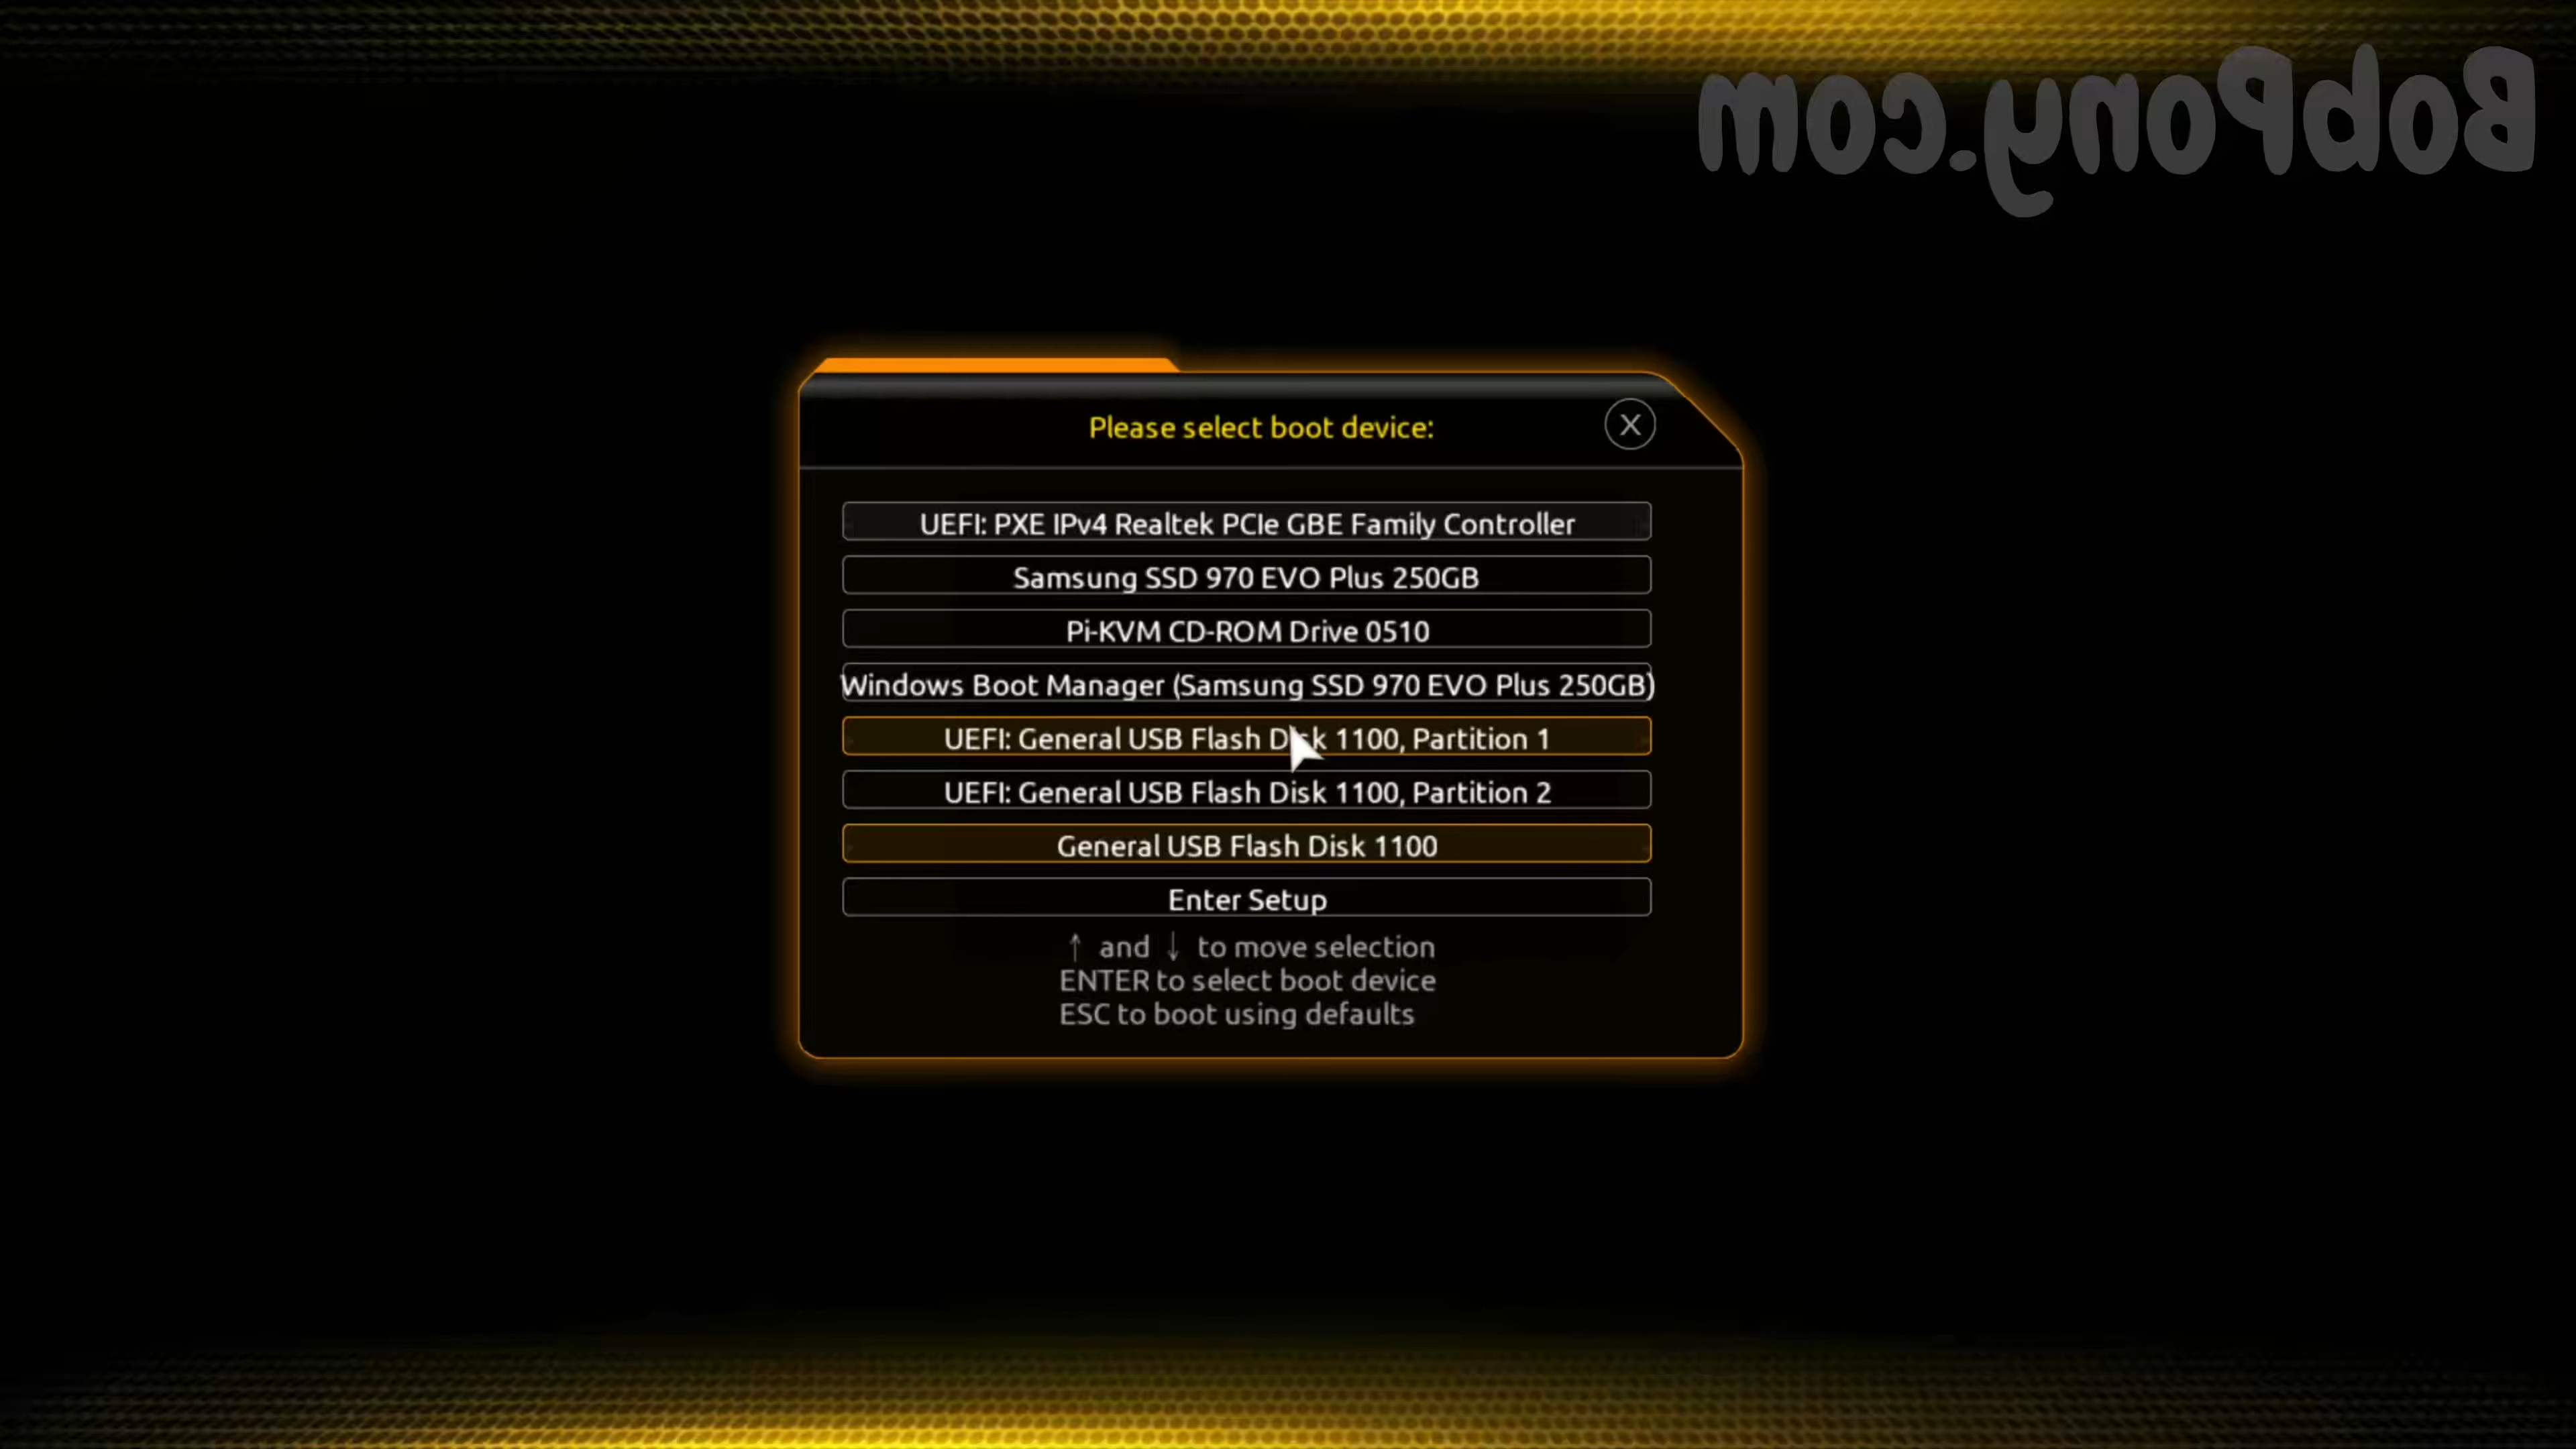 BobPony.com
Please select boot device:
X
UEFI: PXE IPv4 Realtek PCIe GBE Family Controller
Samsung SSD 970 EVO Plus 250GB
Pi-KVM CD-ROM Drive 0510
Windows Boot Manager (Samsung SSD 970 EVO Plus 250GB)
UEFI: General USB Flash Disk 1100, Partition 1
UEFI: General USB Flash Disk 1100, Partition 2
General USB Flash Disk 1100
Enter Setup
↑ and ↓ to move selection
ENTER to select boot device
ESC to boot using defaults